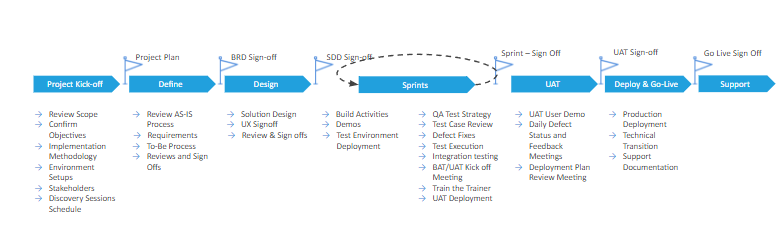 Project Plan
BRD Sign-off
SDD Sign-off
Sprint – Sign Off
UAT Sign-off
Go Live Sign Off
Project Kick-off
Define
Design
Sprints
UAT
Deploy & Go-Live
Support
Review Scope
Confirm
Objectives
Implementation
Methodology
Environment
Setups
Stakeholders
Discovery Sessions
Schedule
Review AS-IS
Process
Requirements
To-Be Process
Reviews and Sign
Offs
Solution Design
UX Signoff
Review & Sign offs
Build Activities
Demos
Test Environment
Deployment
QA Test Strategy
Test Case Review
Defect Fixes
Test Execution
Integration testing
BAT/UAT Kick off
Meeting
Train the Trainer
UAT Deployment
UAT User Demo
Daily Defect
Status and
Feedback
Meetings
Deployment Plan
Review Meeting
Production
Deployment
Technical
Transition
Support
Documentation